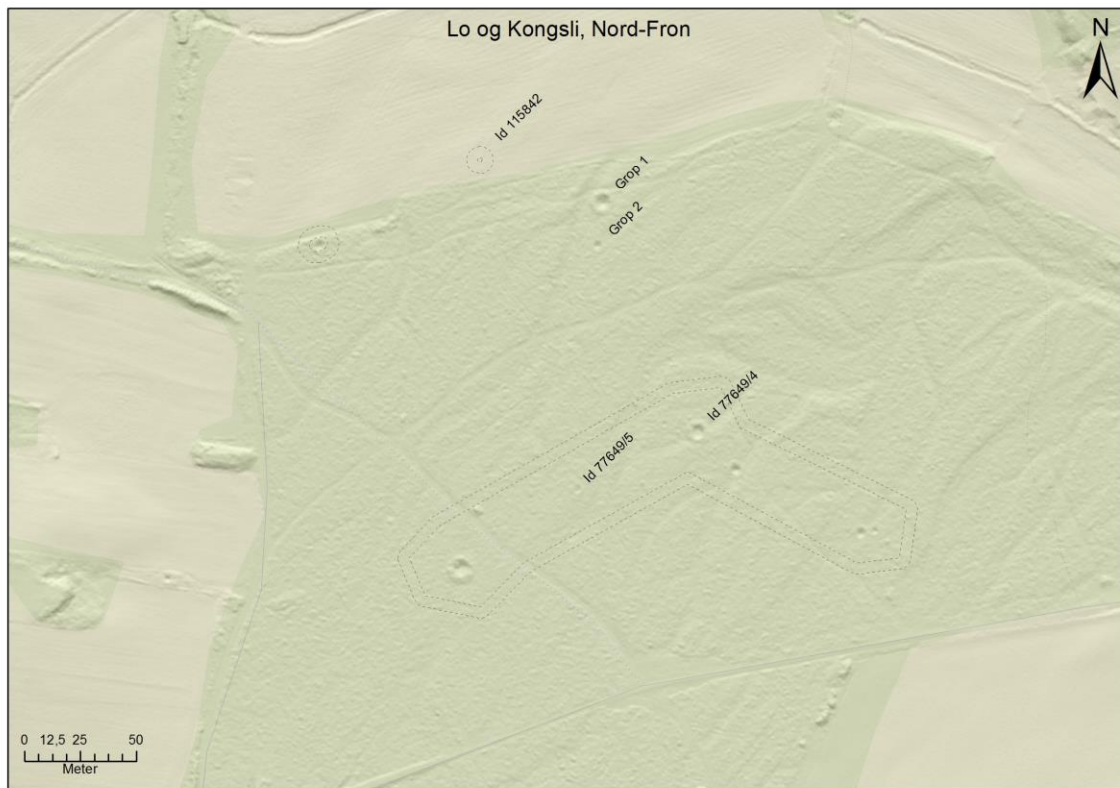 Lo og Kongsli, Nord-Fron
N
Id 115842
Grop 1
Grop 2
Id 77649/4
Id 77649/5
0 12,5 25 50
Meter